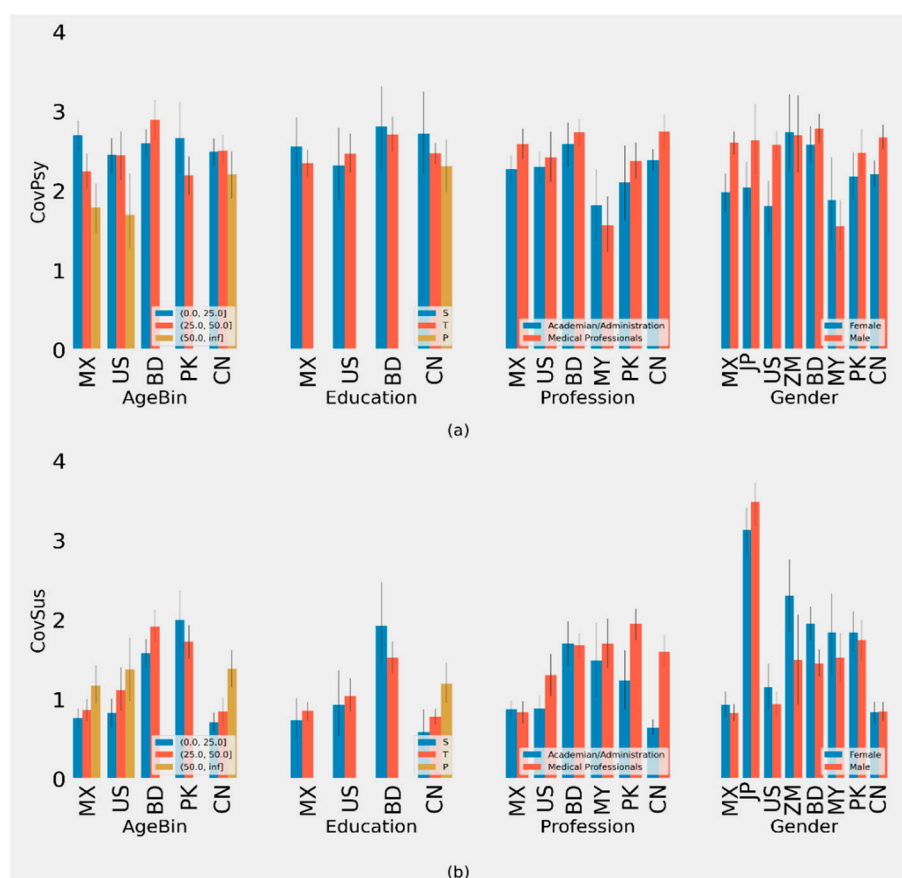 4
3
2
1
0
CovPsy
(0.0, 25.0]
(25.0, 50.0]
(50.0, inf]
MX US BD PK CN
AgeBin
S
T
P
MX US BD CN
Education
Academian/Administration
Medical Professionals
MX US BD MY PK CN
Profession
Female
Male
MX JP US ZM BD MY PK CN
Gender
(a)
4
3
2
1
0
CovSus
(0.0, 25.0]
(25.0, 50.0]
(50.0, inf]
MX US BD PK CN
AgeBin
S
T
P
MX US BD CN
Education
Academian/Administration
Medical Professionals
MX US BD MY PK CN
Profession
Female
Male
MX JP US ZM BD MY PK CN
Gender
(b)